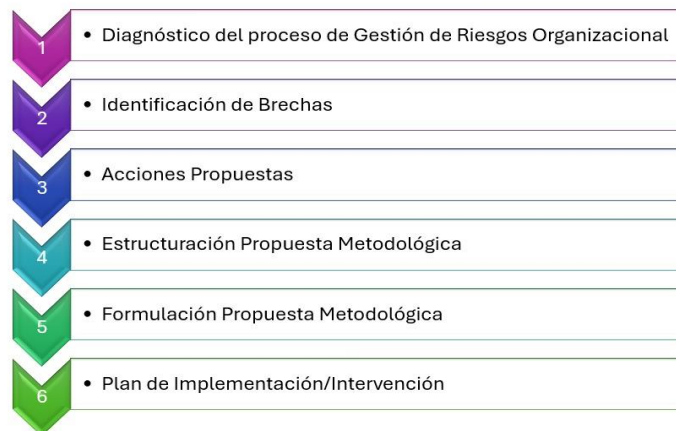 1
• Diagnóstico del proceso de Gestión de Riesgos Organizacional
2
• Identificación de Brechas
3
• Acciones Propuestas
4
• Estructuración Propuesta Metodológica
5
• Formulación Propuesta Metodológica
6
• Plan de Implementación/Intervención